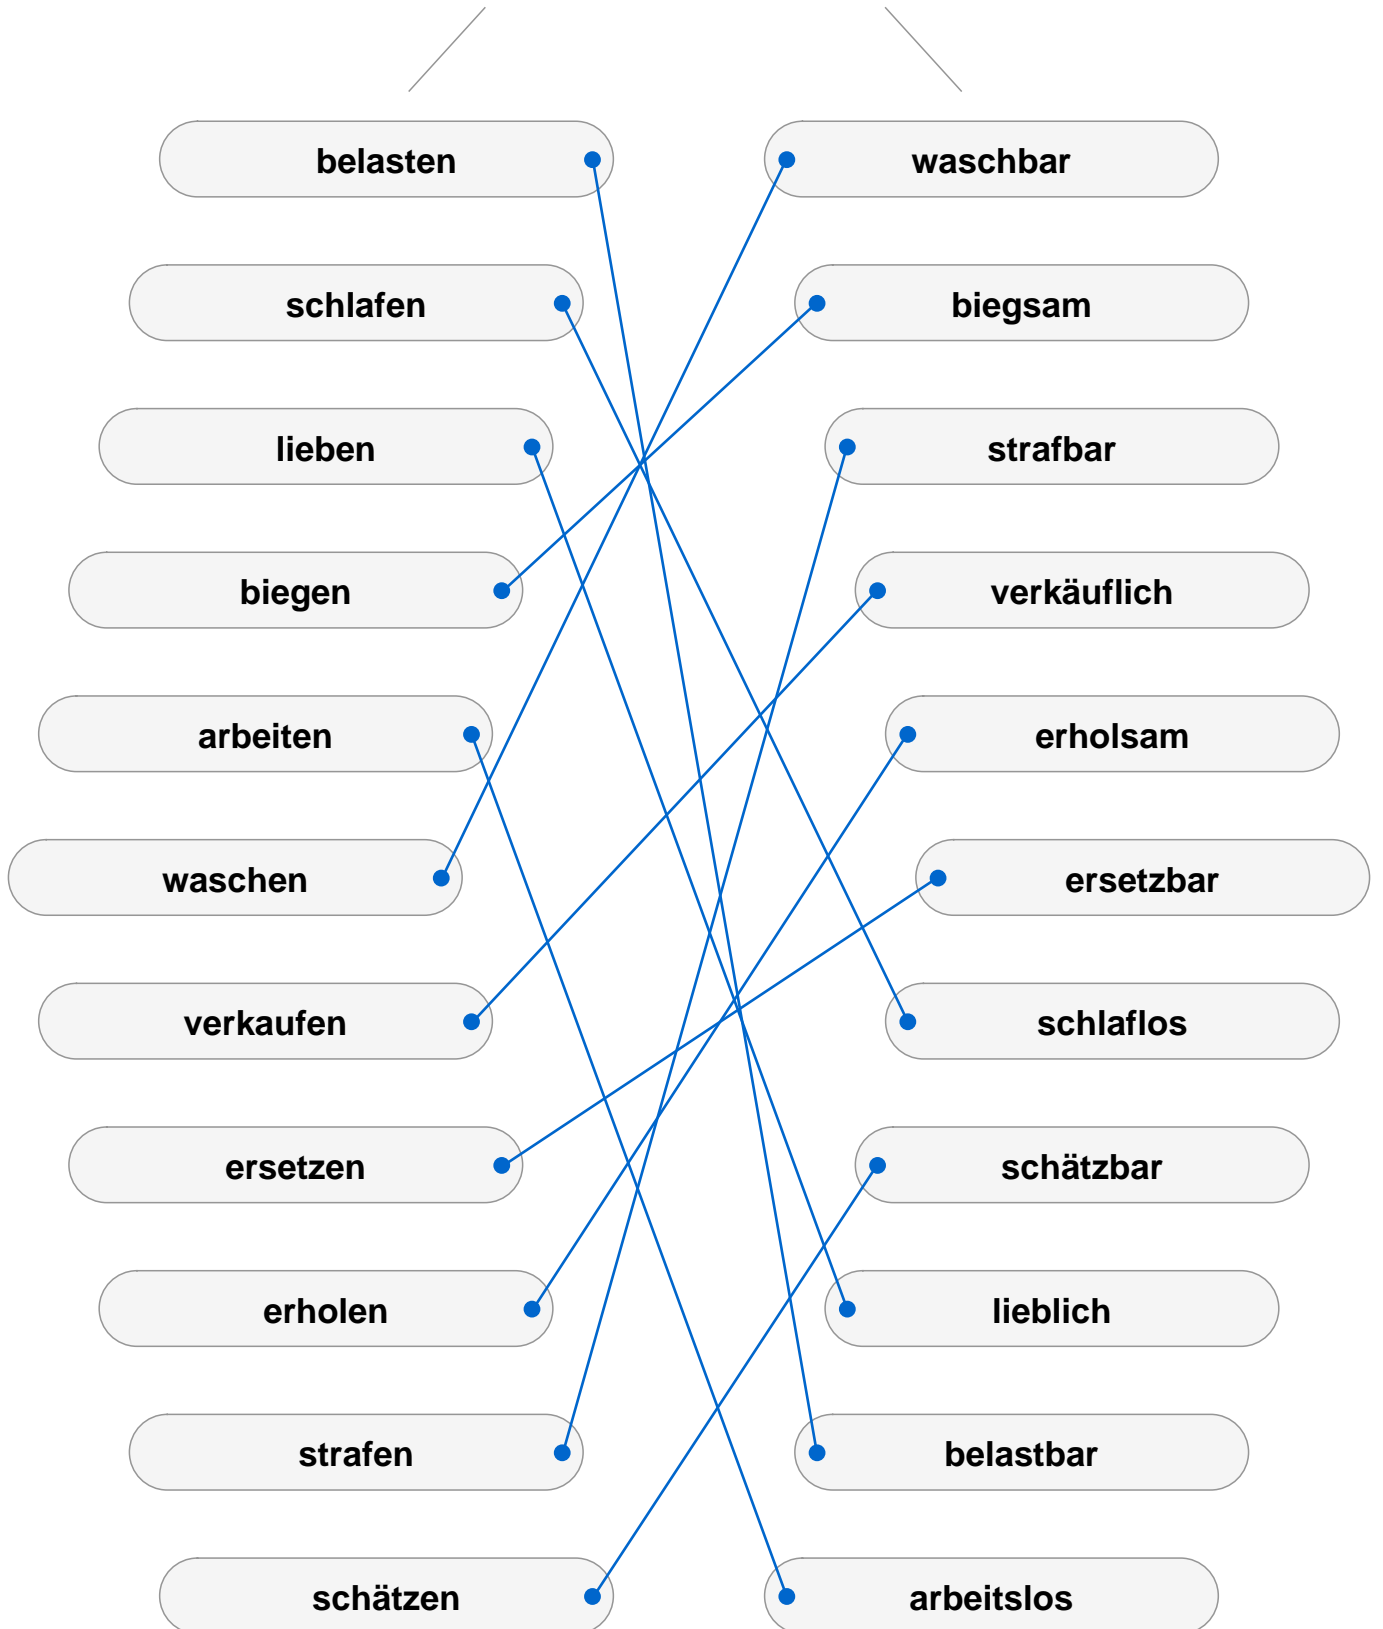 belasten waschbar
schlafen biegsam
lieben strafbar
biegen verkäuflich
arbeiten erholsam
waschen ersetzbar
verkaufen schlaflos
ersetzen schätzbar
erholen lieblich
strafen belastbar
schätzen arbeitslos